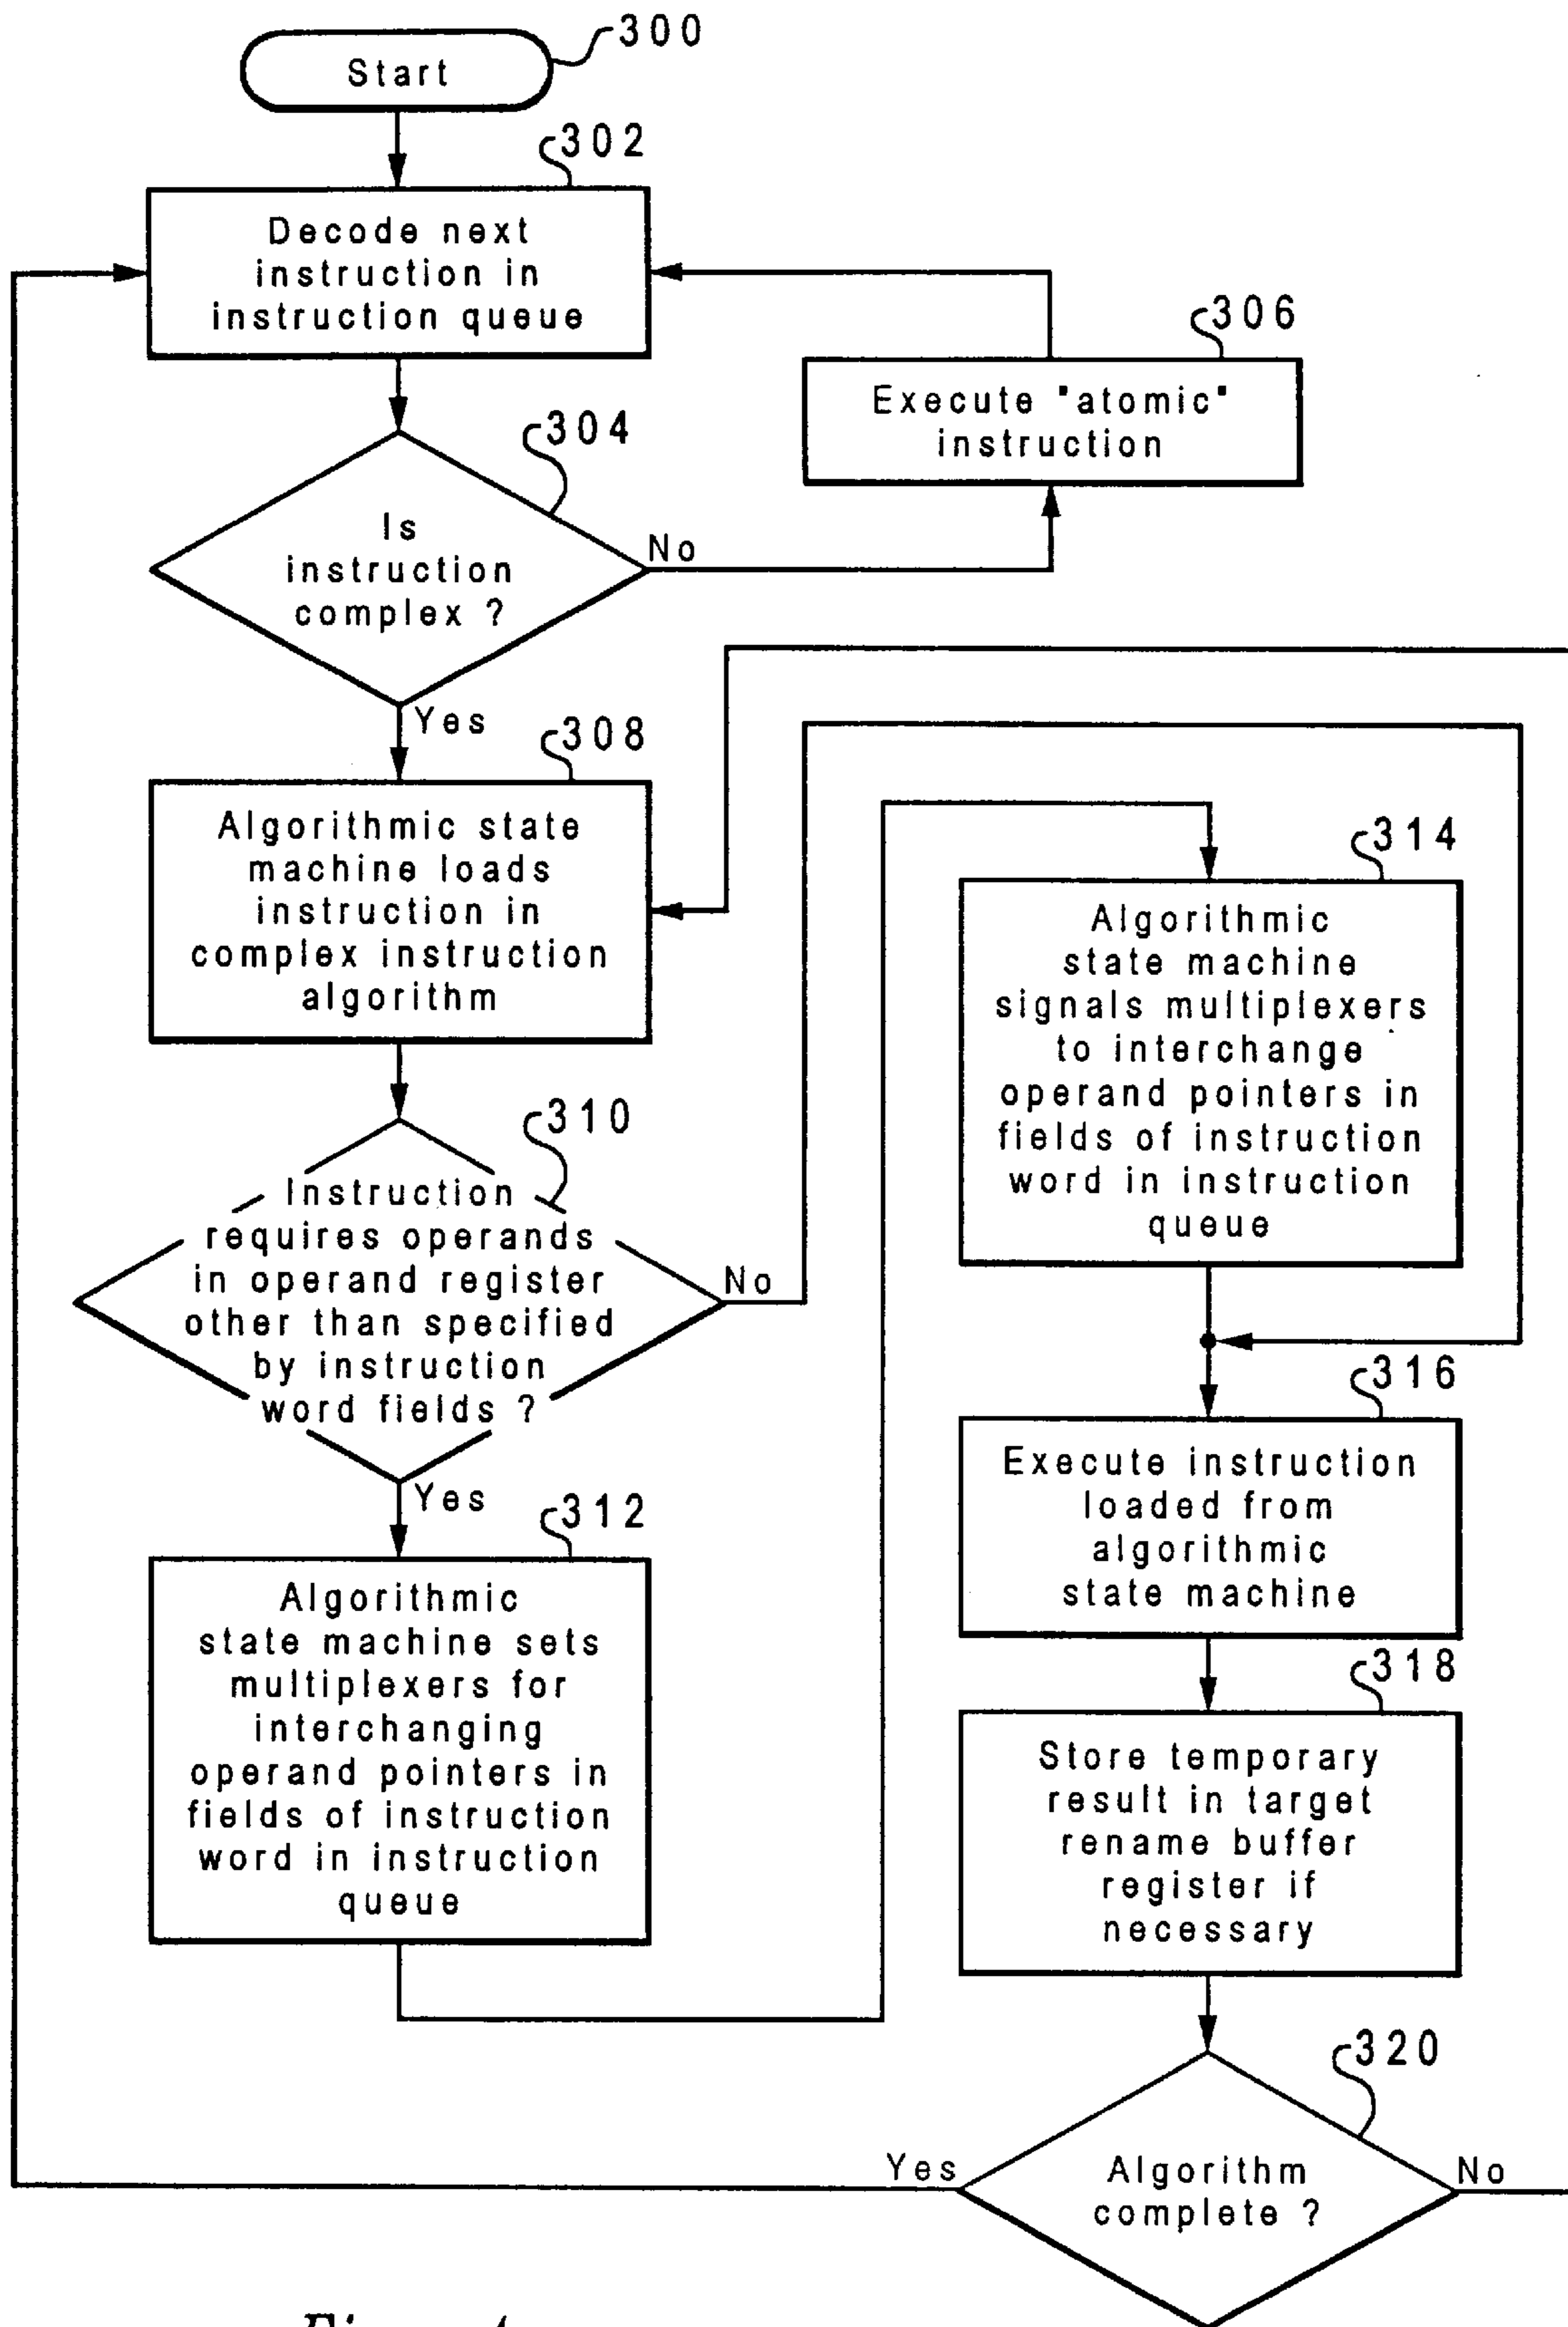 300
Start
302
Decode next
instruction in
instruction queue
306
Execute "atomic"
instruction
304
Is
instruction
complex ?
No
Yes
308
Algorithmic state
machine loads
instruction in
complex instruction
algorithm
310
Instruction
requires operands
in operand register
other than specified
by instruction
word fields ?
No
Yes
312
Algorithmic
state machine sets
multiplexers for
interchanging
operand pointers in
fields of instruction
word in instruction
queue
314
Algorithmic
state machine
signals multiplexers
to interchange
operand pointers in
fields of instruction
word in instruction
queue
316
Execute instruction
loaded from
algorithmic
state machine
318
Store temporary
result in target
rename buffer
register if
necessary
320
Algorithm
complete ?
Yes
No